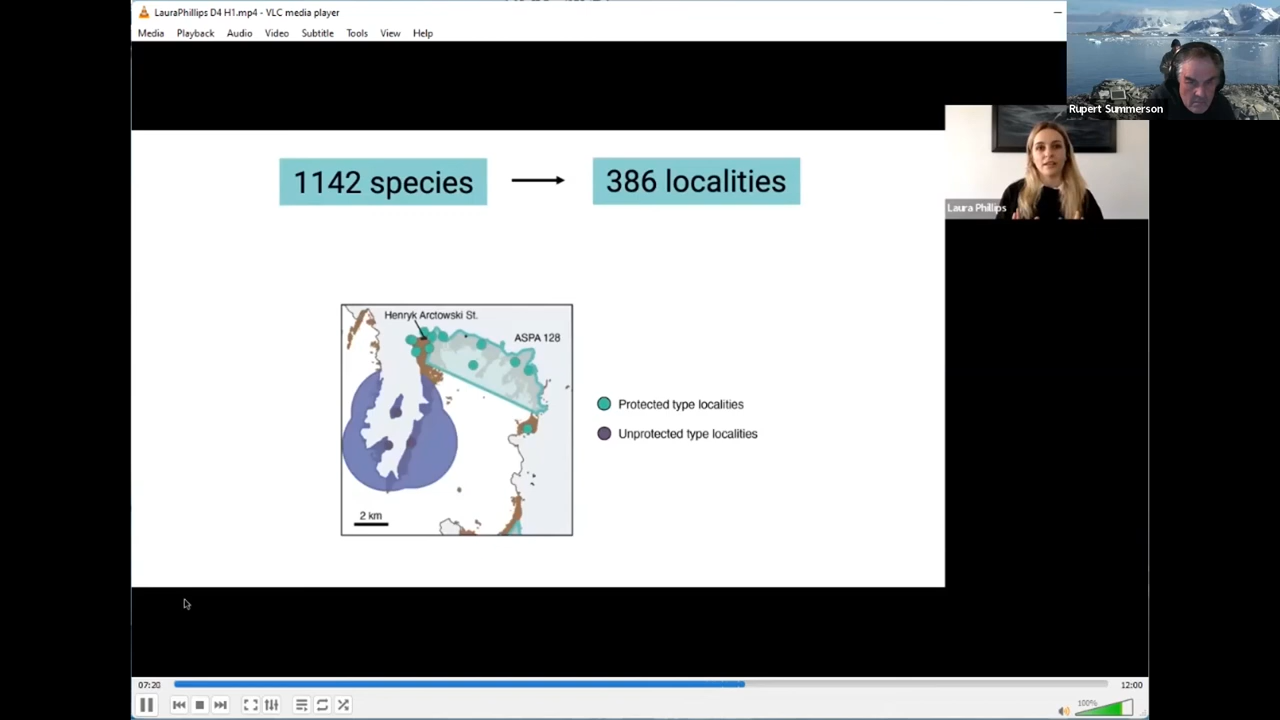 LauraPhillips D4 H1.mp4 - VLC media player
Media Playback Audio Video Subtitle Tools View Help
Rupert Summerson
1142 species
386 localities
Laura Phillips
Henryk Arctowski St.
ASPA 128
Protected type localities
Unprotected type localities
2 km
07:20
12:00
100%